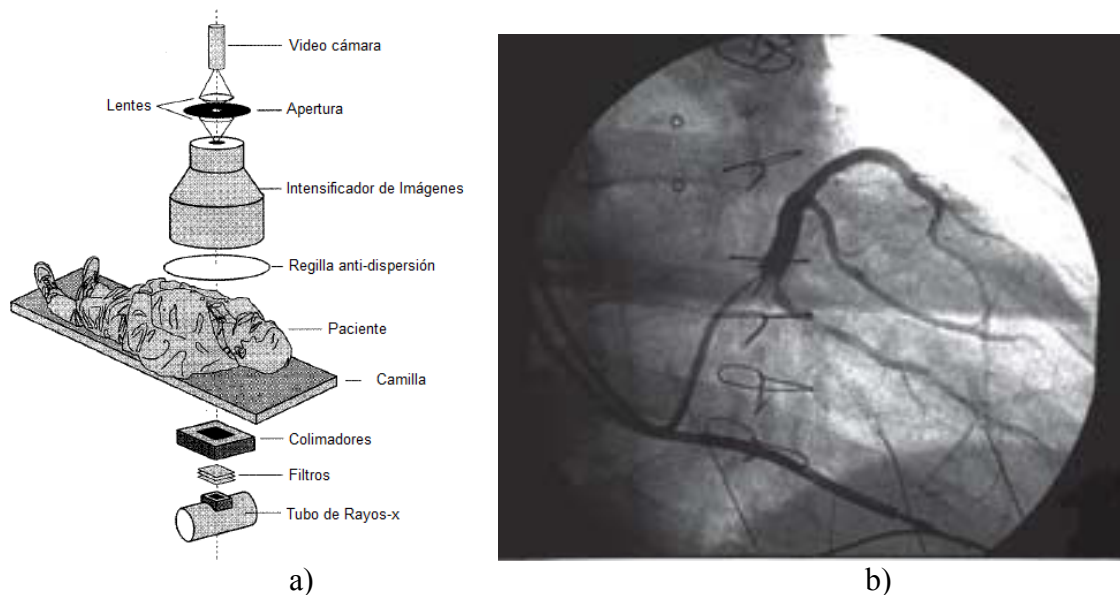 Video cámara
Lentes
Apertura
Intensificador de Imágenes
Regilla anti-dispersión
Paciente
Camilla
Colimadores
Filtros
Tubo de Rayos-x
a)
b)